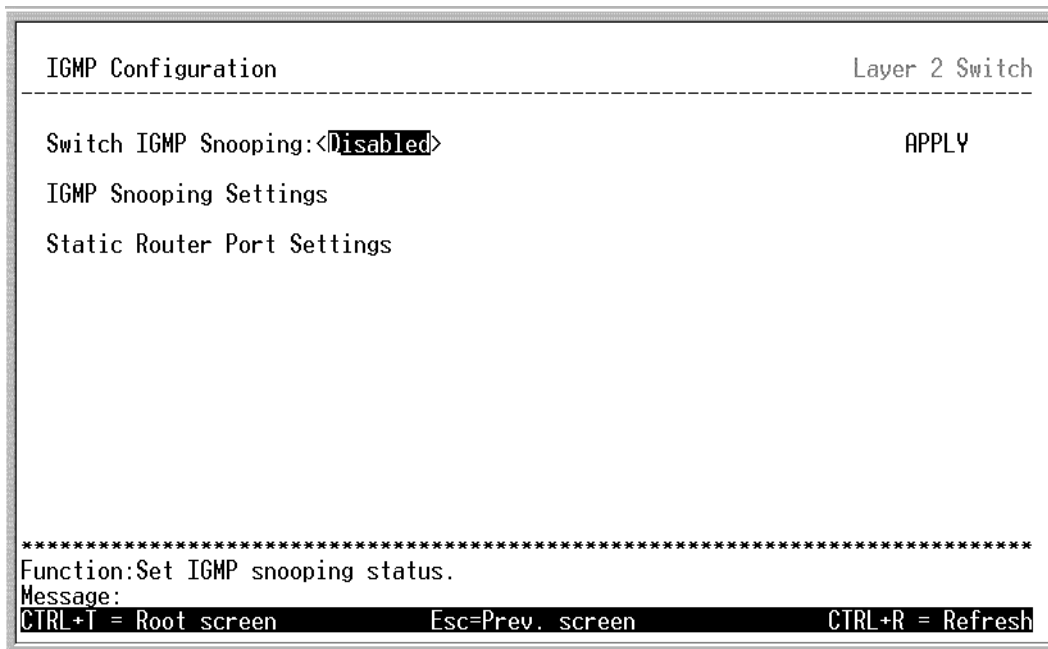 IGMP Configuration Layer 2 Switch
--------------------------------------------------------------------------------
Switch IGMP Snooping:<Disabled> APPLY
IGMP Snooping Settings
Static Router Port Settings
********************************************************************************
Function:Set IGMP snooping status.
Message:
CTRL+T = Root screen Esc=Prev. screen CTRL+R = Refresh